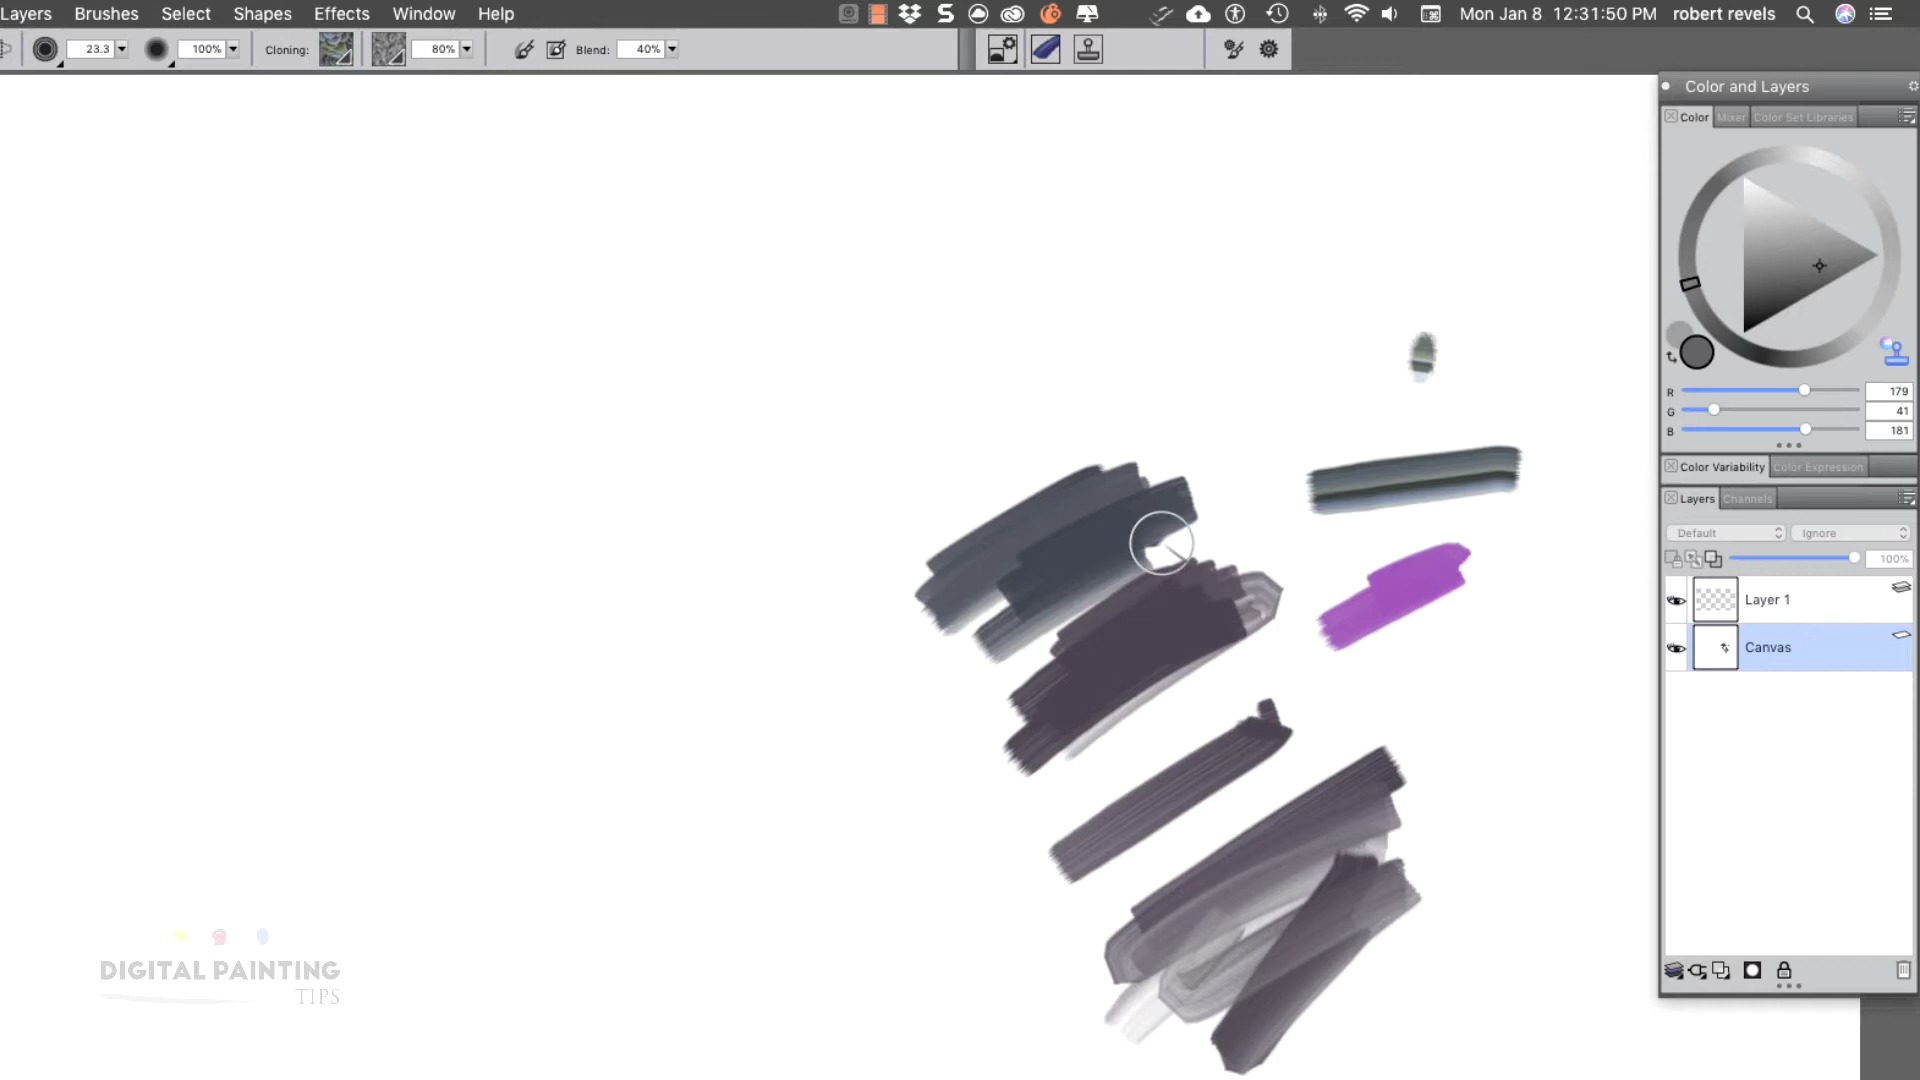 Layers Brushes Select Shapes Effects Window Help Mon Jan 8 12:31:50 PM robert revels
23.3 100% Cloning: 80% Blend: 40%
Color and Layers
Color Mixer Color Set Libraries
R 179
G 41
B 181
Color Variability Color Expression
Layers Channels
Default Ignore
100%
Layer 1
Canvas
DIGITAL PAINTING
TIPS